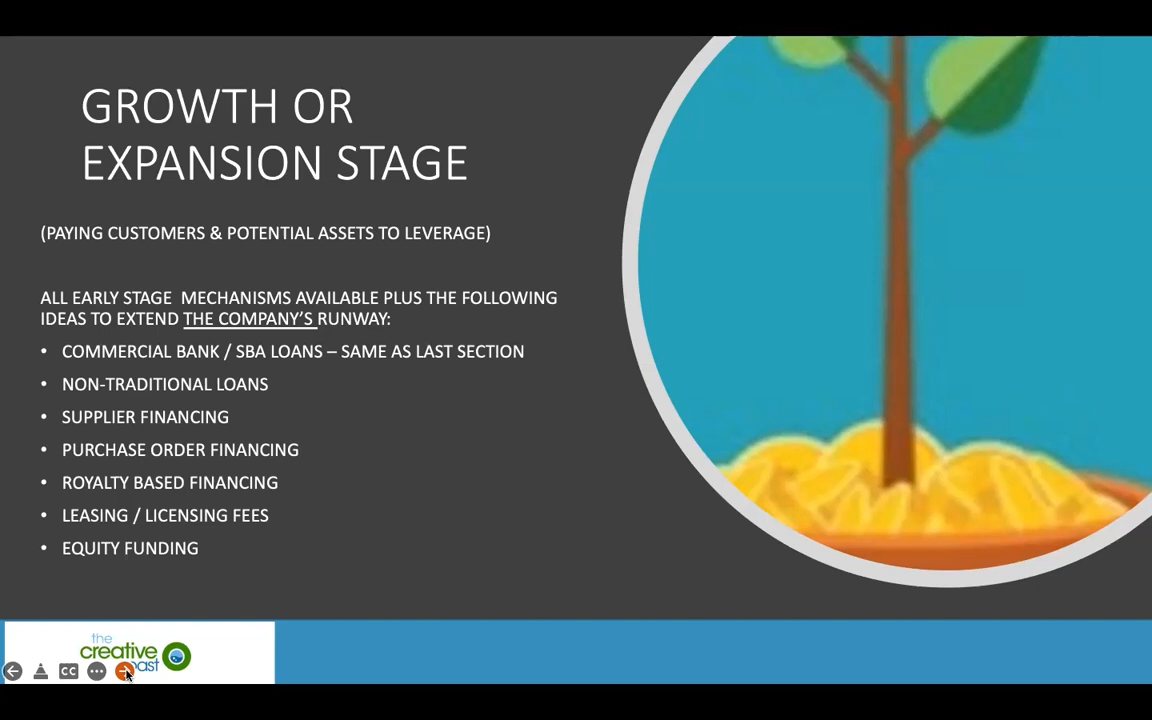 GROWTH OR
EXPANSION STAGE
(PAYING CUSTOMERS & POTENTIAL ASSETS TO LEVERAGE)
ALL EARLY STAGE MECHANISMS AVAILABLE PLUS THE FOLLOWING
IDEAS TO EXTEND THE COMPANY'S RUNWAY:
• COMMERCIAL BANK / SBA LOANS – SAME AS LAST SECTION
• NON-TRADITIONAL LOANS
• SUPPLIER FINANCING
• PURCHASE ORDER FINANCING
• ROYALTY BASED FINANCING
• LEASING / LICENSING FEES
• EQUITY FUNDING
the
creative
CC